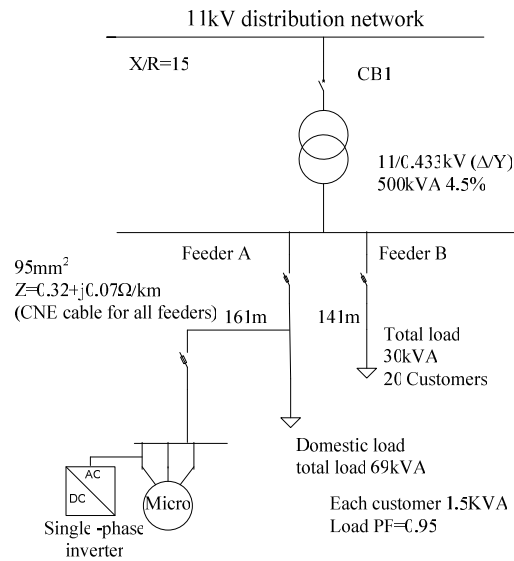 11kV distribution network
X/R=15
CB1
11/0.433kV (Δ/Y)
500kVA 4.5%
Feeder A
Feeder B
95mm²
Z=0.32+j0.07Ω/km
(CNE cable for all feeders)
161m
141m
Total load
30kVA
20 Customers
Domestic load
total load 69kVA
AC
DC
Micro
Each customer 1.5KVA
Load PF=0.95
Single -phase
inverter